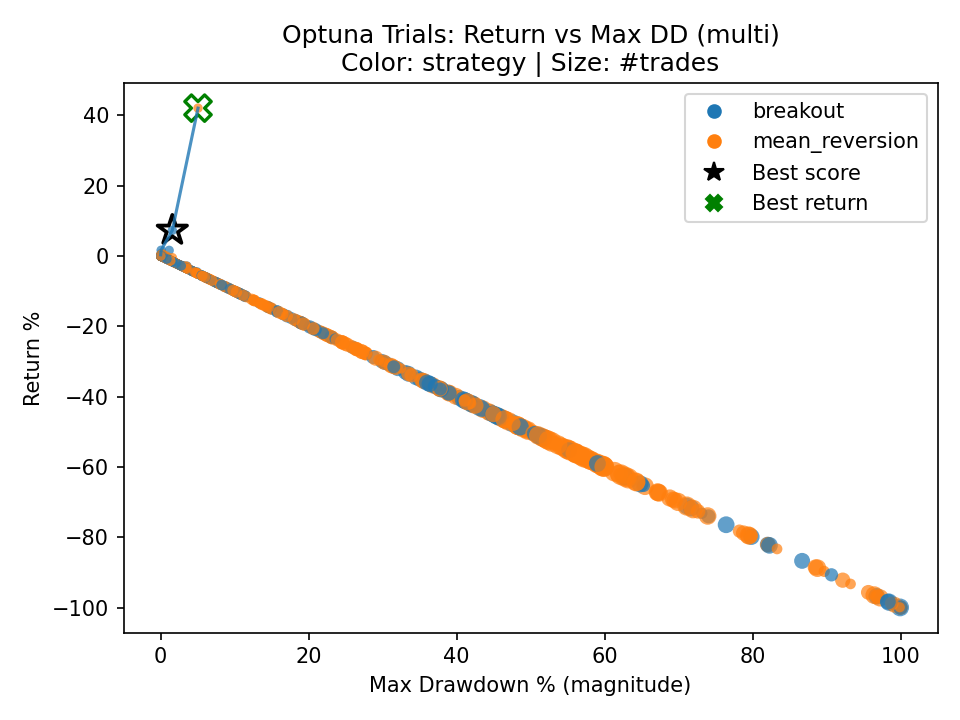 Optuna Trials: Return vs Max DD (multi)
Color: strategy | Size: #trades
breakout
mean_reversion
Best score
Best return
Return %
40
20
0
−20
−40
−60
−80
−100
0
20
40
60
80
100
Max Drawdown % (magnitude)